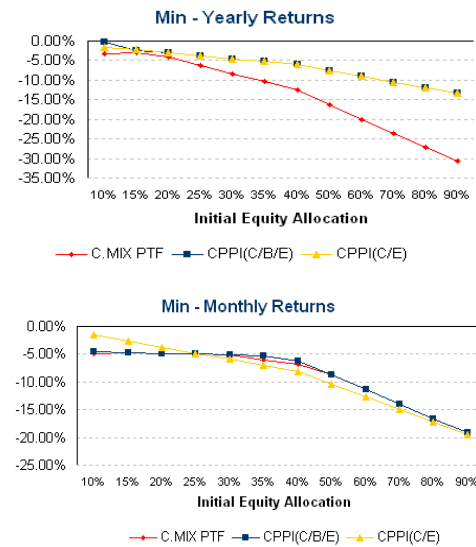 Min - Yearly Returns
0.00%
-5.00%
-10.00%
-15.00%
-20.00%
-25.00%
-30.00%
-35.00%
10% 15% 20% 25% 30% 35% 40% 50% 60% 70% 80% 90%
Initial Equity Allocation
C.MIX PTF CPPI(C/B/E) CPPI(C/E)
Min - Monthly Returns
0.00%
-5.00%
-10.00%
-15.00%
-20.00%
-25.00%
10% 15% 20% 25% 30% 35% 40% 50% 60% 70% 80% 90%
Initial Equity Allocation
C.MIX PTF CPPI(C/B/E) CPPI(C/E)